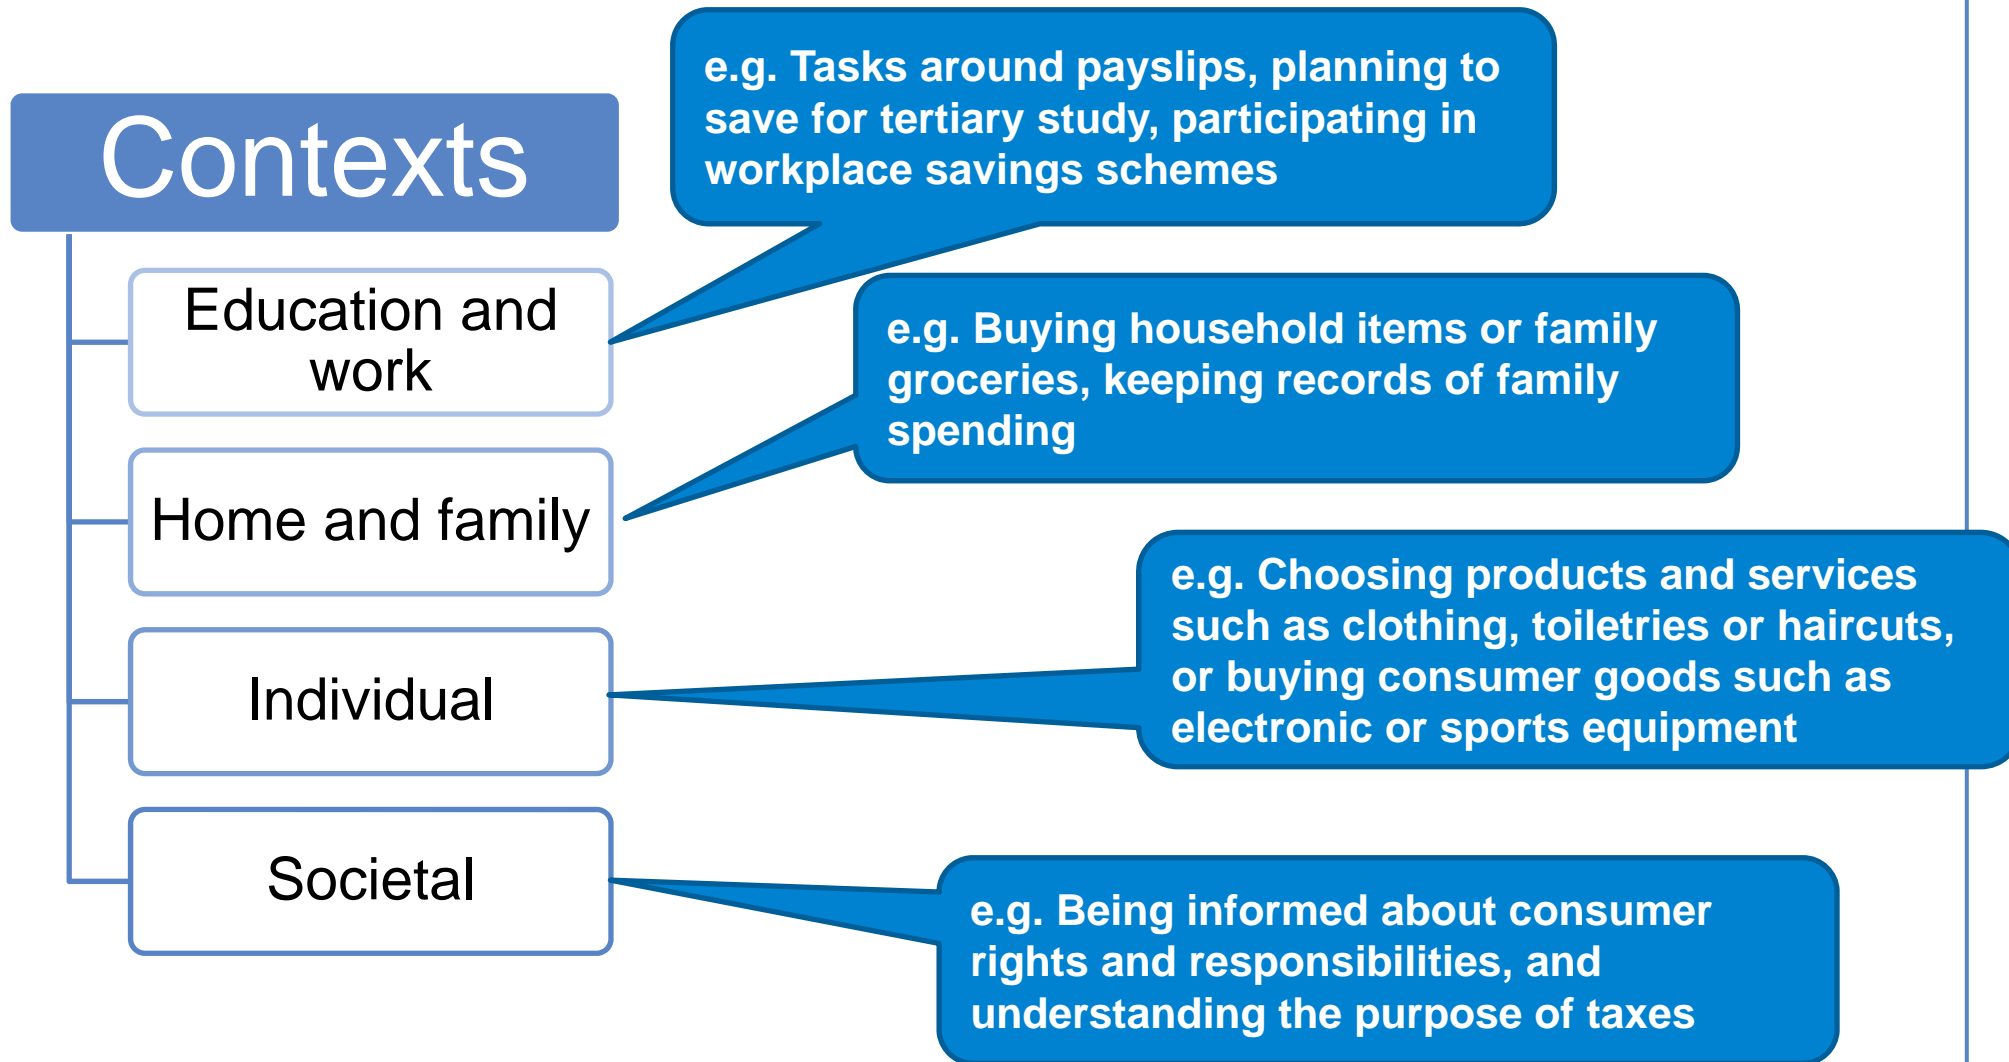 Contexts
e.g. Tasks around payslips, planning to
save for tertiary study, participating in
workplace savings schemes
Education and
work
e.g. Buying household items or family
groceries, keeping records of family
spending
Home and family
e.g. Choosing products and services
such as clothing, toiletries or haircuts,
or buying consumer goods such as
electronic or sports equipment
Individual
e.g. Being informed about consumer
rights and responsibilities, and
understanding the purpose of taxes
Societal